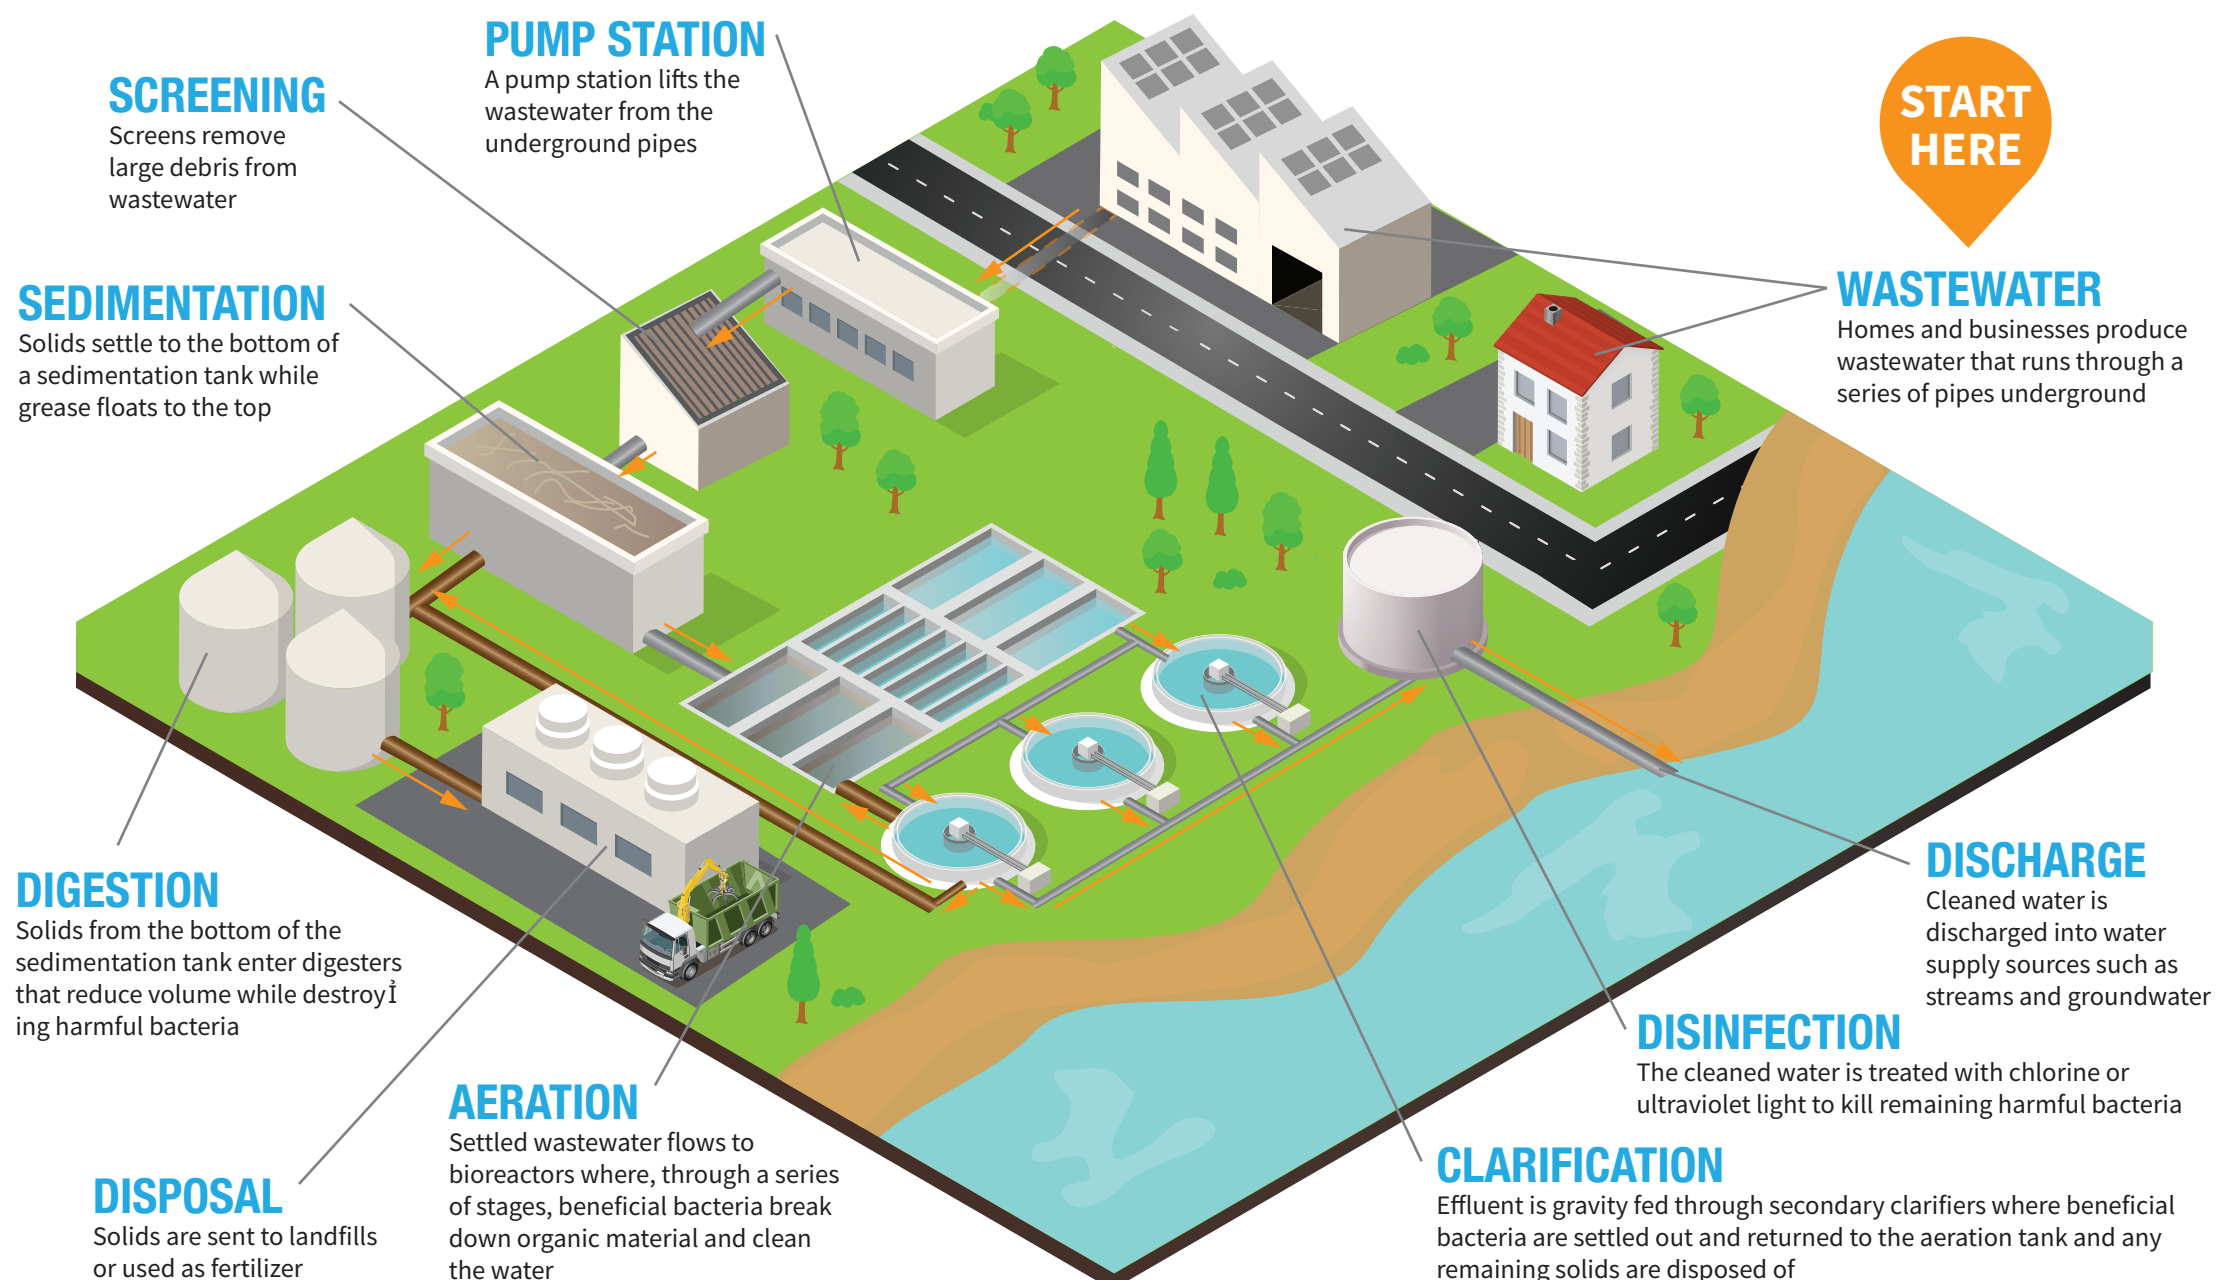 PUMP STATION
A pump station lifts the
wastewater from the
underground pipes
SCREENING
Screens remove
large debris from
wastewater
START
HERE
SEDIMENTATION
Solids settle to the bottom of
a sedimentation tank while
grease floats to the top
WASTEWATER
Homes and businesses produce
wastewater that runs through a
series of pipes underground
DIGESTION
Solids from the bottom of the
sedimentation tank enter digesters
that reduce volume while destroyỈ
ing harmful bacteria
DISCHARGE
Cleaned water is
discharged into water
supply sources such as
streams and groundwater
DISINFECTION
The cleaned water is treated with chlorine or
ultraviolet light to kill remaining harmful bacteria
AERATION
Settled wastewater flows to
bioreactors where, through a series
of stages, beneficial bacteria break
down organic material and clean
the water
CLARIFICATION
Effluent is gravity fed through secondary clarifiers where beneficial
bacteria are settled out and returned to the aeration tank and any
remaining solids are disposed of
DISPOSAL
Solids are sent to landfills
or used as fertilizer